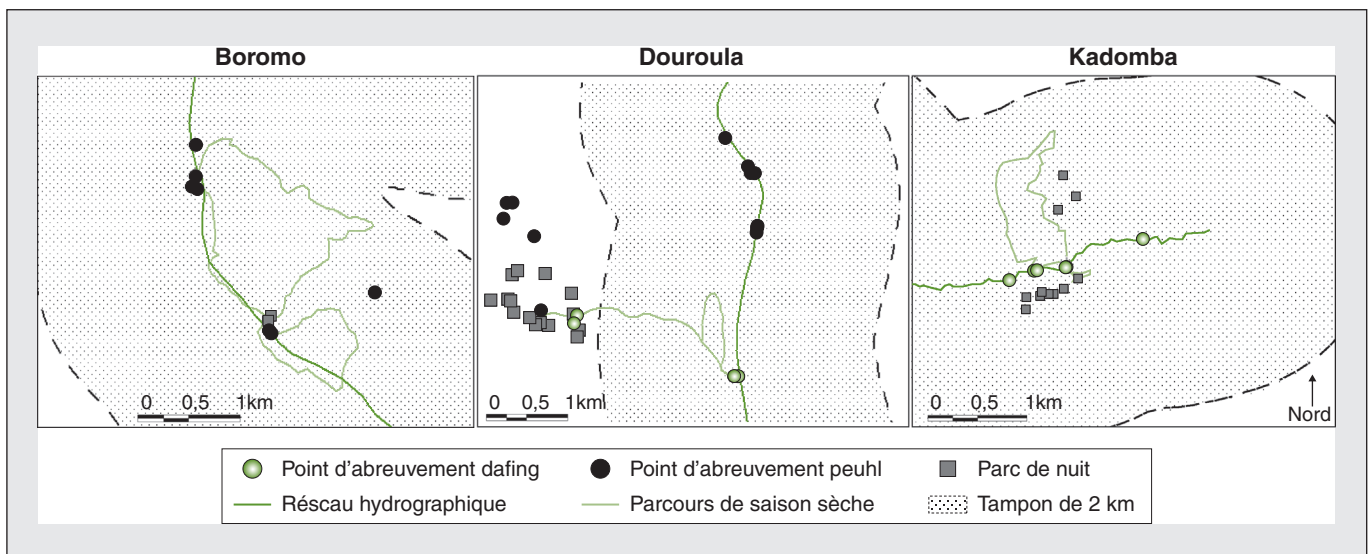 Boromo
Douroula
Kadomba
0 0,5 1km
0 0,5 1km
0 0,5 1km
Nord
Point d'abreuvement dafing
Point d'abreuvement peuhl
Parc de nuit
Réscau hydrographique
Parcours de saison sèche
Tampon de 2 km